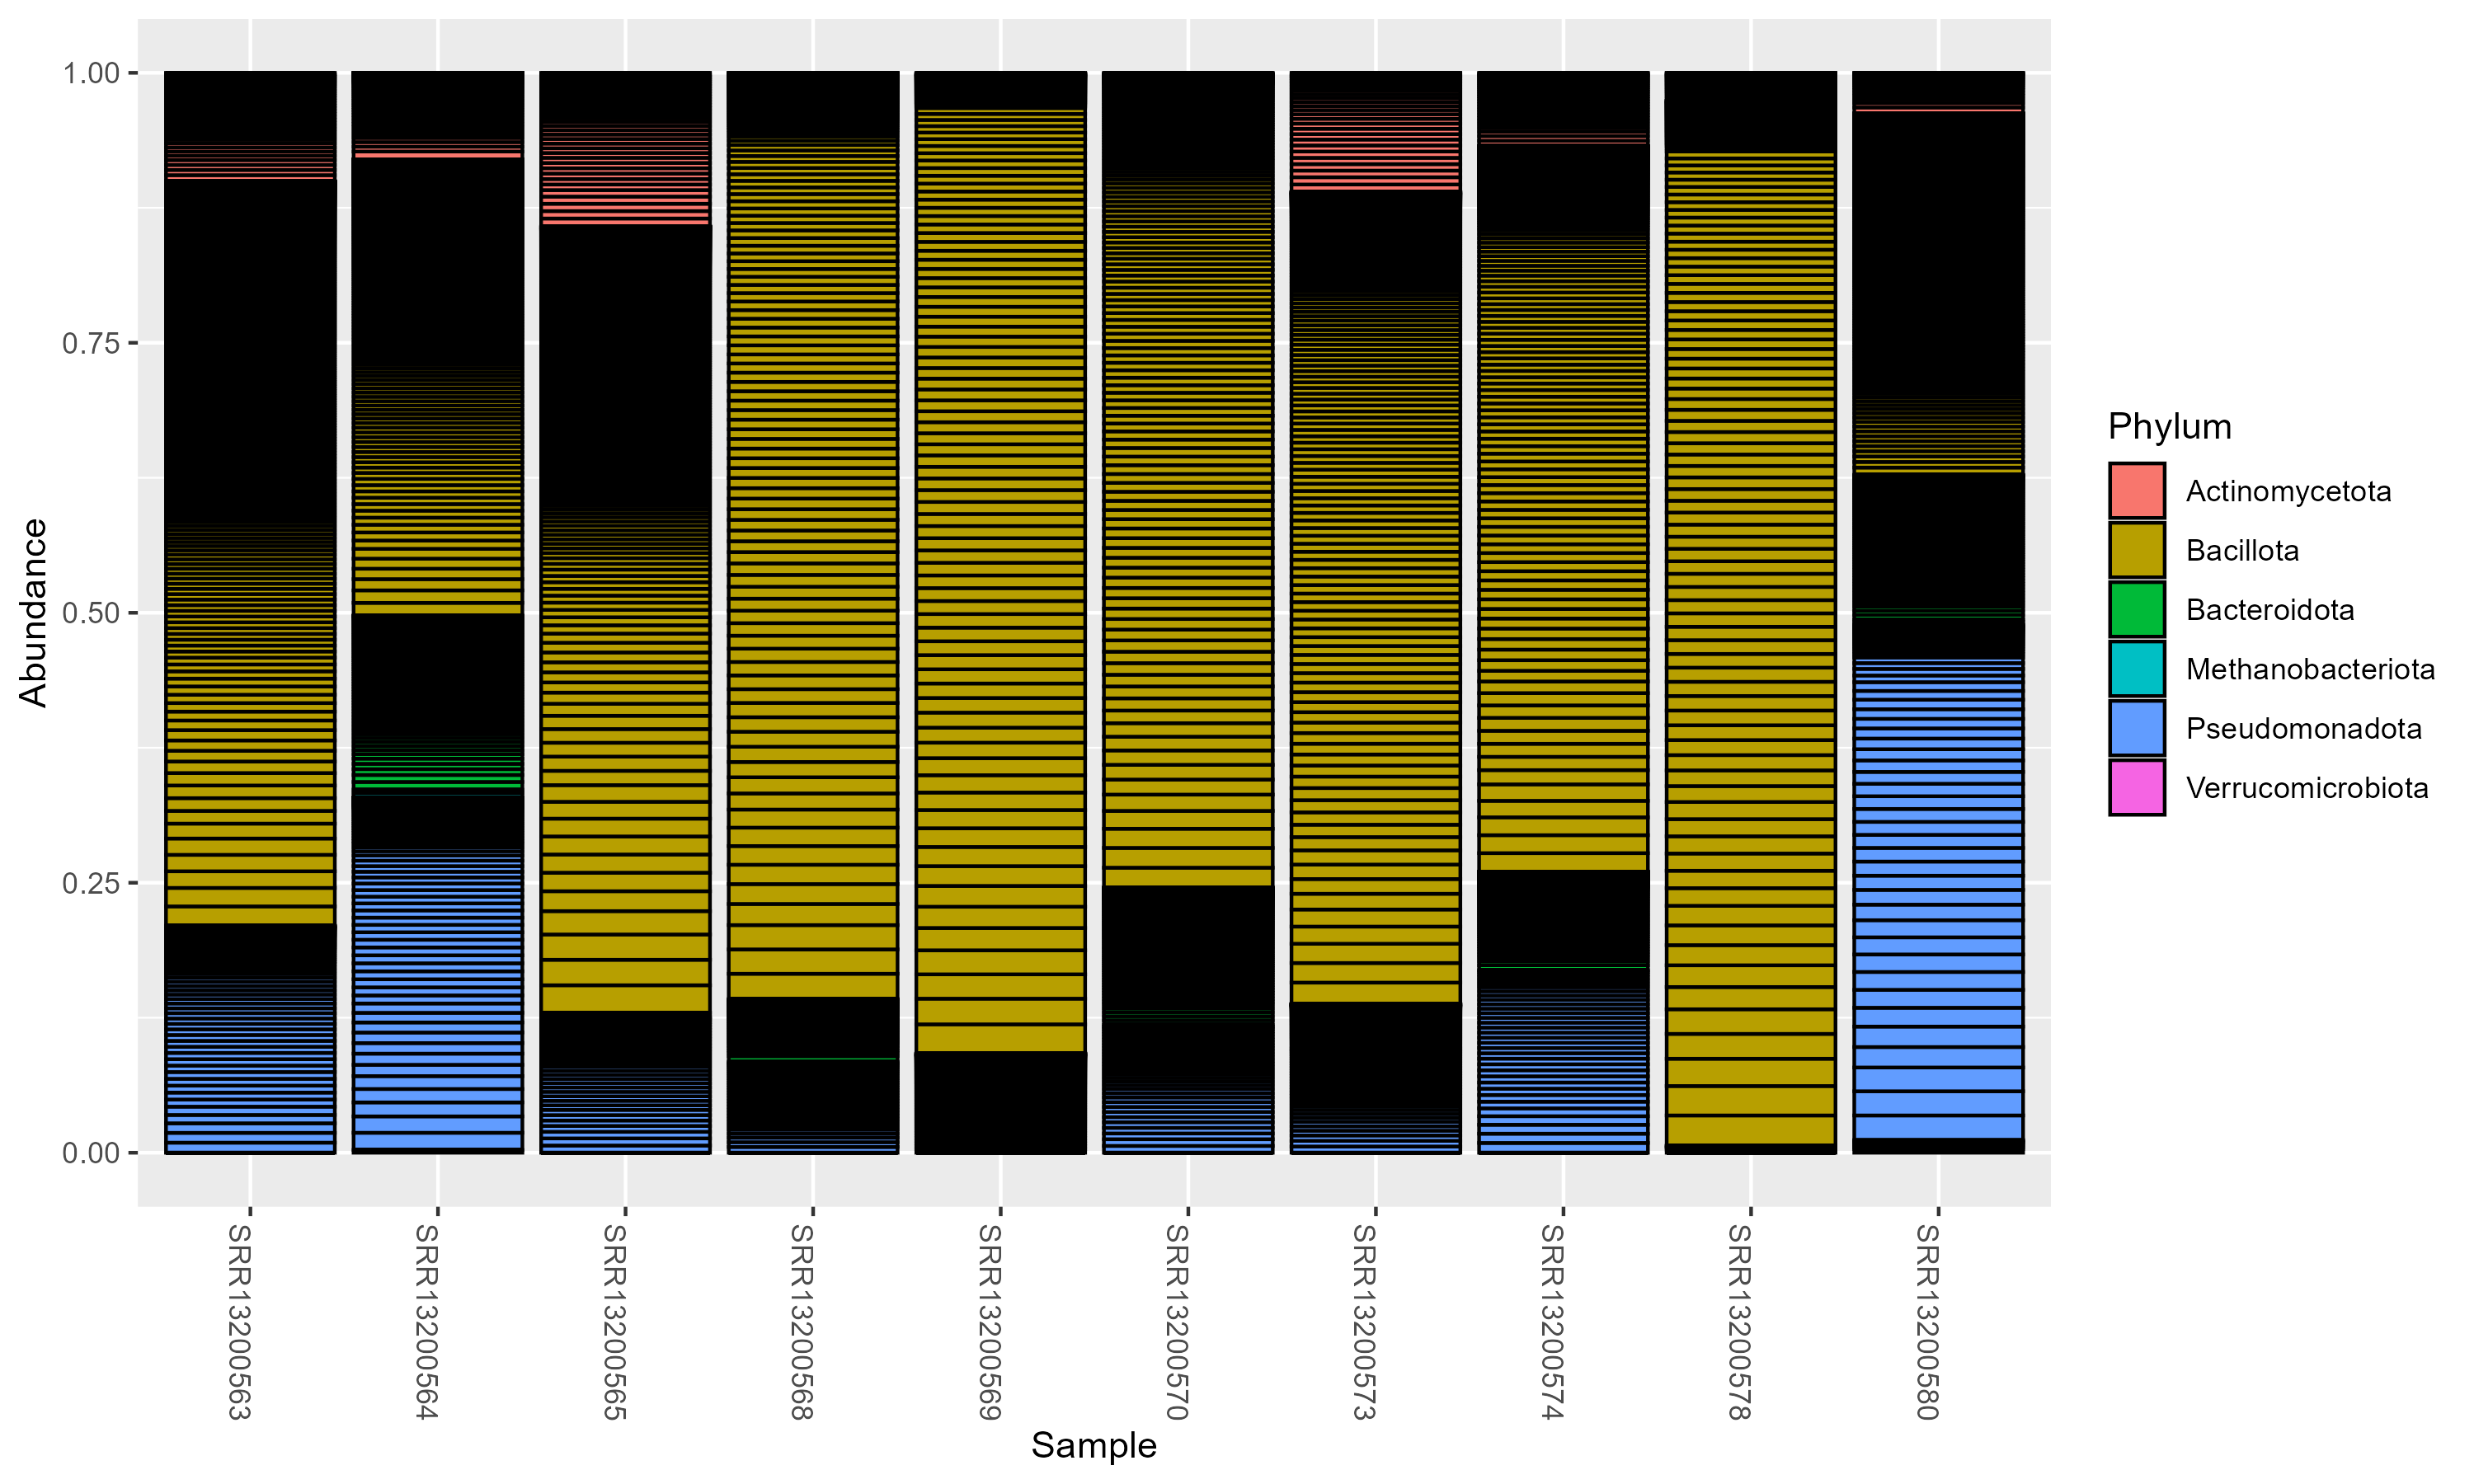 Abundance
1.00
0.75
0.50
0.25
0.00
SRR13200563
SRR13200564
SRR13200565
SRR13200568
SRR13200569
SRR13200570
SRR13200573
SRR13200574
SRR13200578
SRR13200580
Sample
Phylum
Actinomycetota
Bacillota
Bacteroidota
Methanobacteriota
Pseudomonadota
Verrucomicrobiota